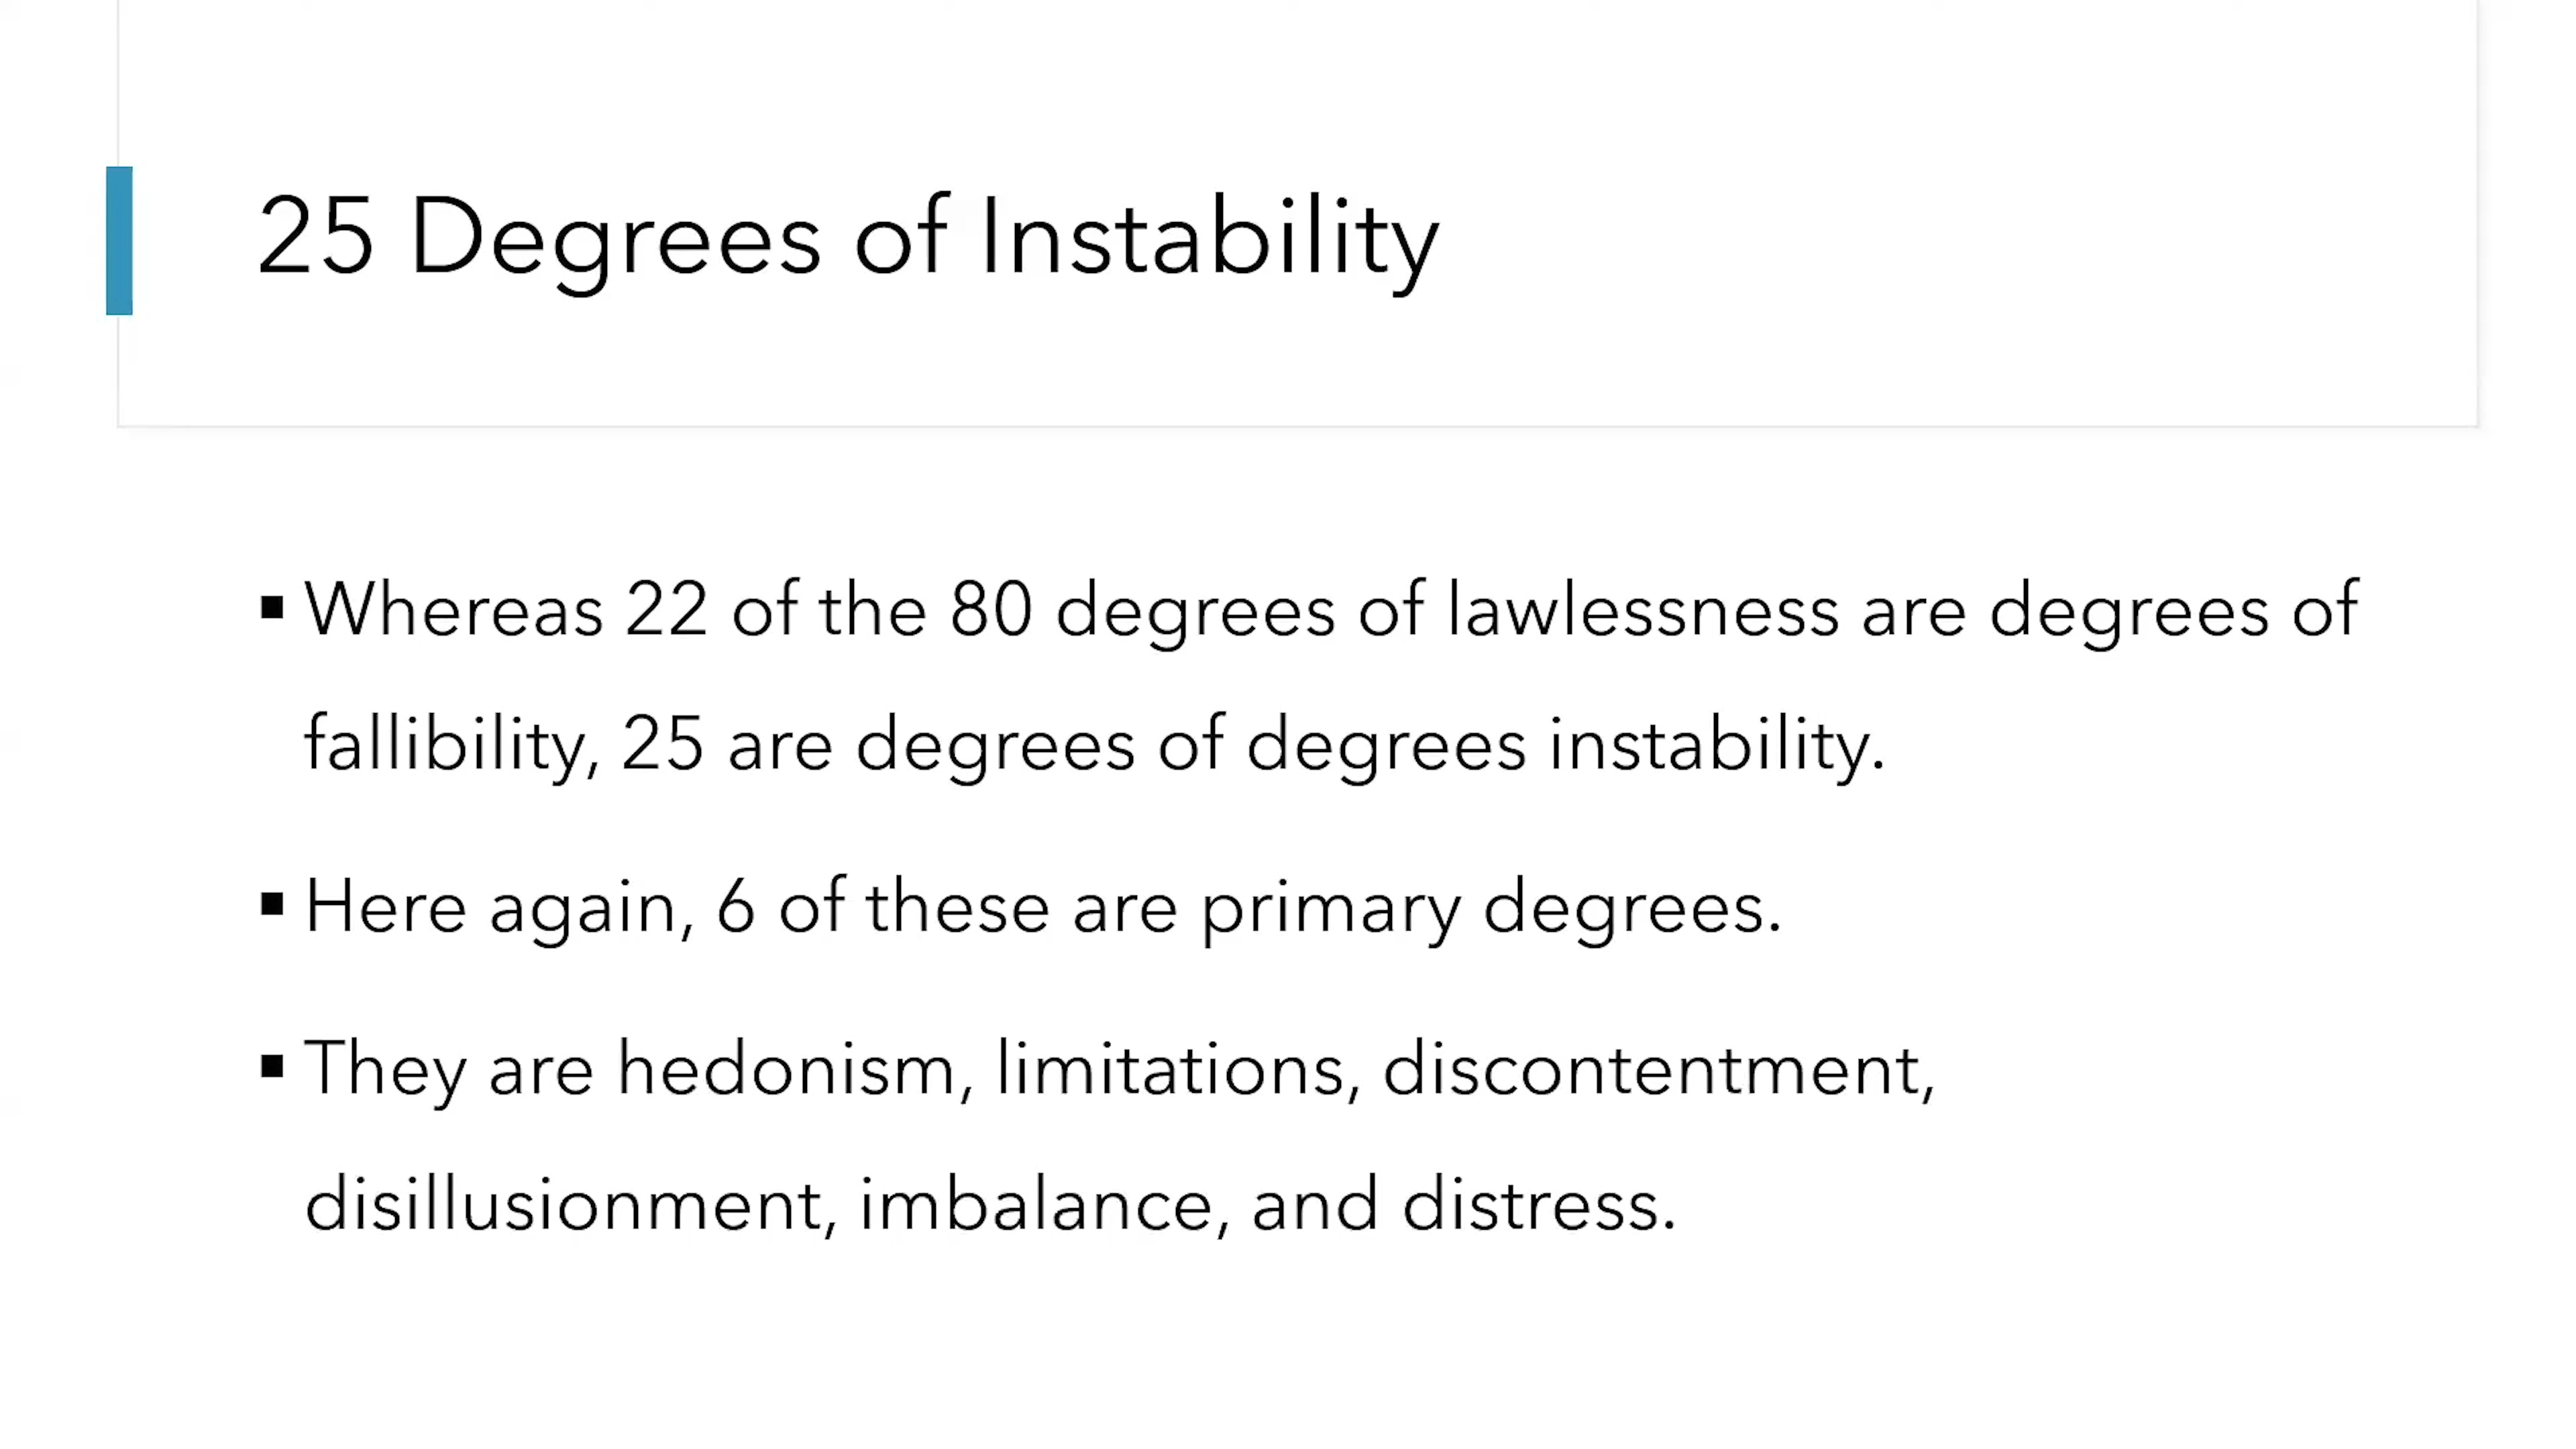 25 Degrees of Instability
▪ Whereas 22 of the 80 degrees of lawlessness are degrees of
fallibility, 25 are degrees of degrees instability.
▪ Here again, 6 of these are primary degrees.
▪ They are hedonism, limitations, discontentment,
disillusionment, imbalance, and distress.